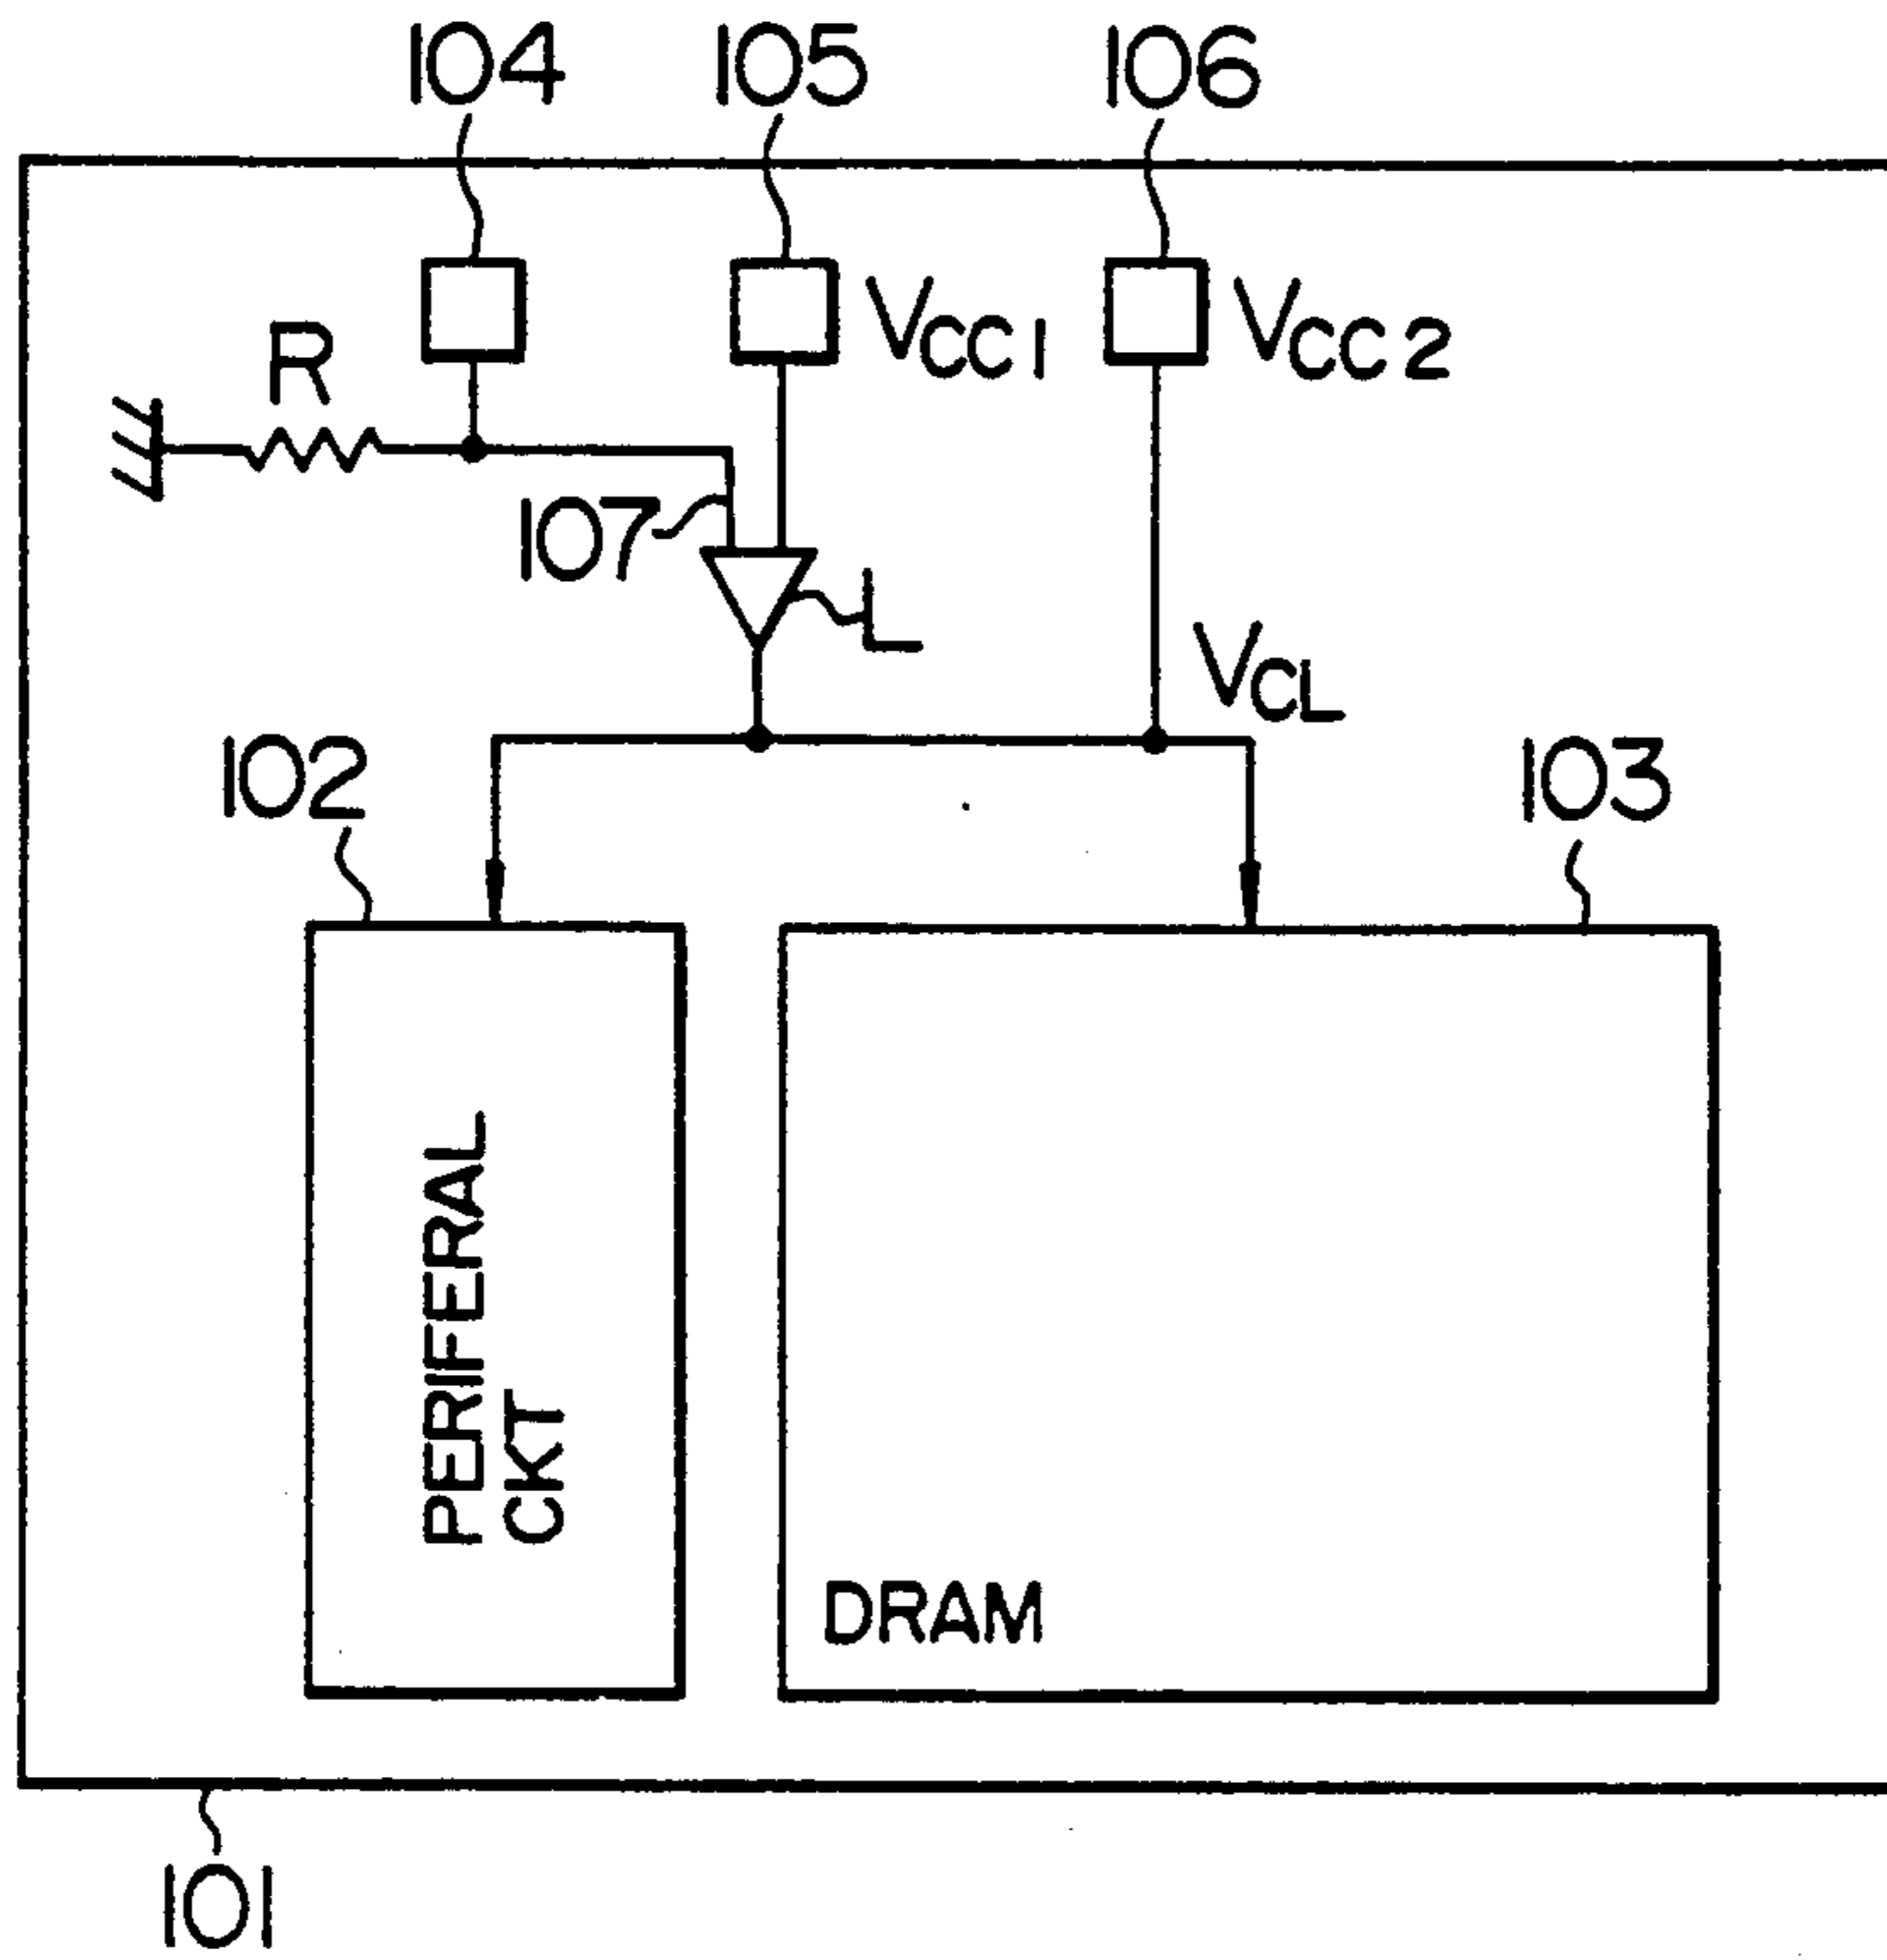 104 105 106
R
VCC1
VCC2
107
L
VCL
102
103
PERIFERAL
CKT
DRAM
101